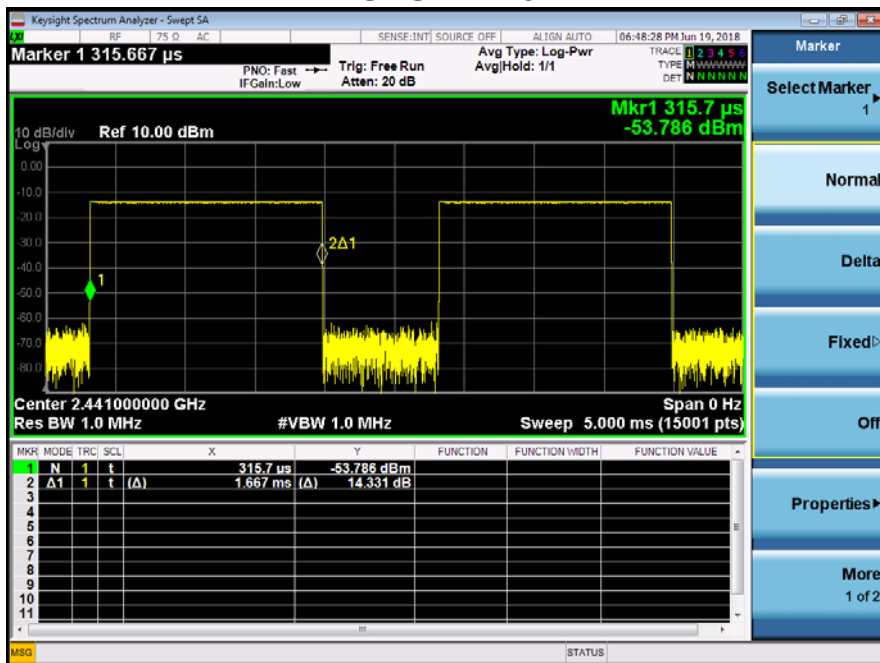 Keysight Spectrum Analyzer - Swept SA
RF 75 Ω AC SENSE:INT SOURCE OFF ALIGN AUTO 06:48:28 PM Jun 19, 2018
Marker 1 315.667 µs
PNO: Fast
IFGain:Low
Trig: Free Run
Atten: 20 dB
Avg Type: Log-Pwr
Avg|Hold: 1/1
TRACE 1 2 3 4 5 6
TYPE M WWWWW
DET N N N N N N
Mkr1 315.7 µs
-53.786 dBm
10 dB/div Ref 10.00 dBm
Log
0.00
-10.0
-20.0
-30.0
-40.0
-50.0
-60.0
-70.0
-80.0
1
2Δ1
Center 2.441000000 GHz Span 0 Hz
Res BW 1.0 MHz #VBW 1.0 MHz Sweep 5.000 ms (15001 pts)
MKR MODE TRC SCL X Y FUNCTION FUNCTION WIDTH FUNCTION VALUE
1 N 1 t 315.7 µs -53.786 dBm
2 Δ1 1 t (Δ) 1.667 ms (Δ) 14.331 dB
3
4
5
6
7
8
9
10
11
MSG STATUS
Marker
Select Marker
1
Normal
Delta
Fixed
Off
Properties
More
1 of 2